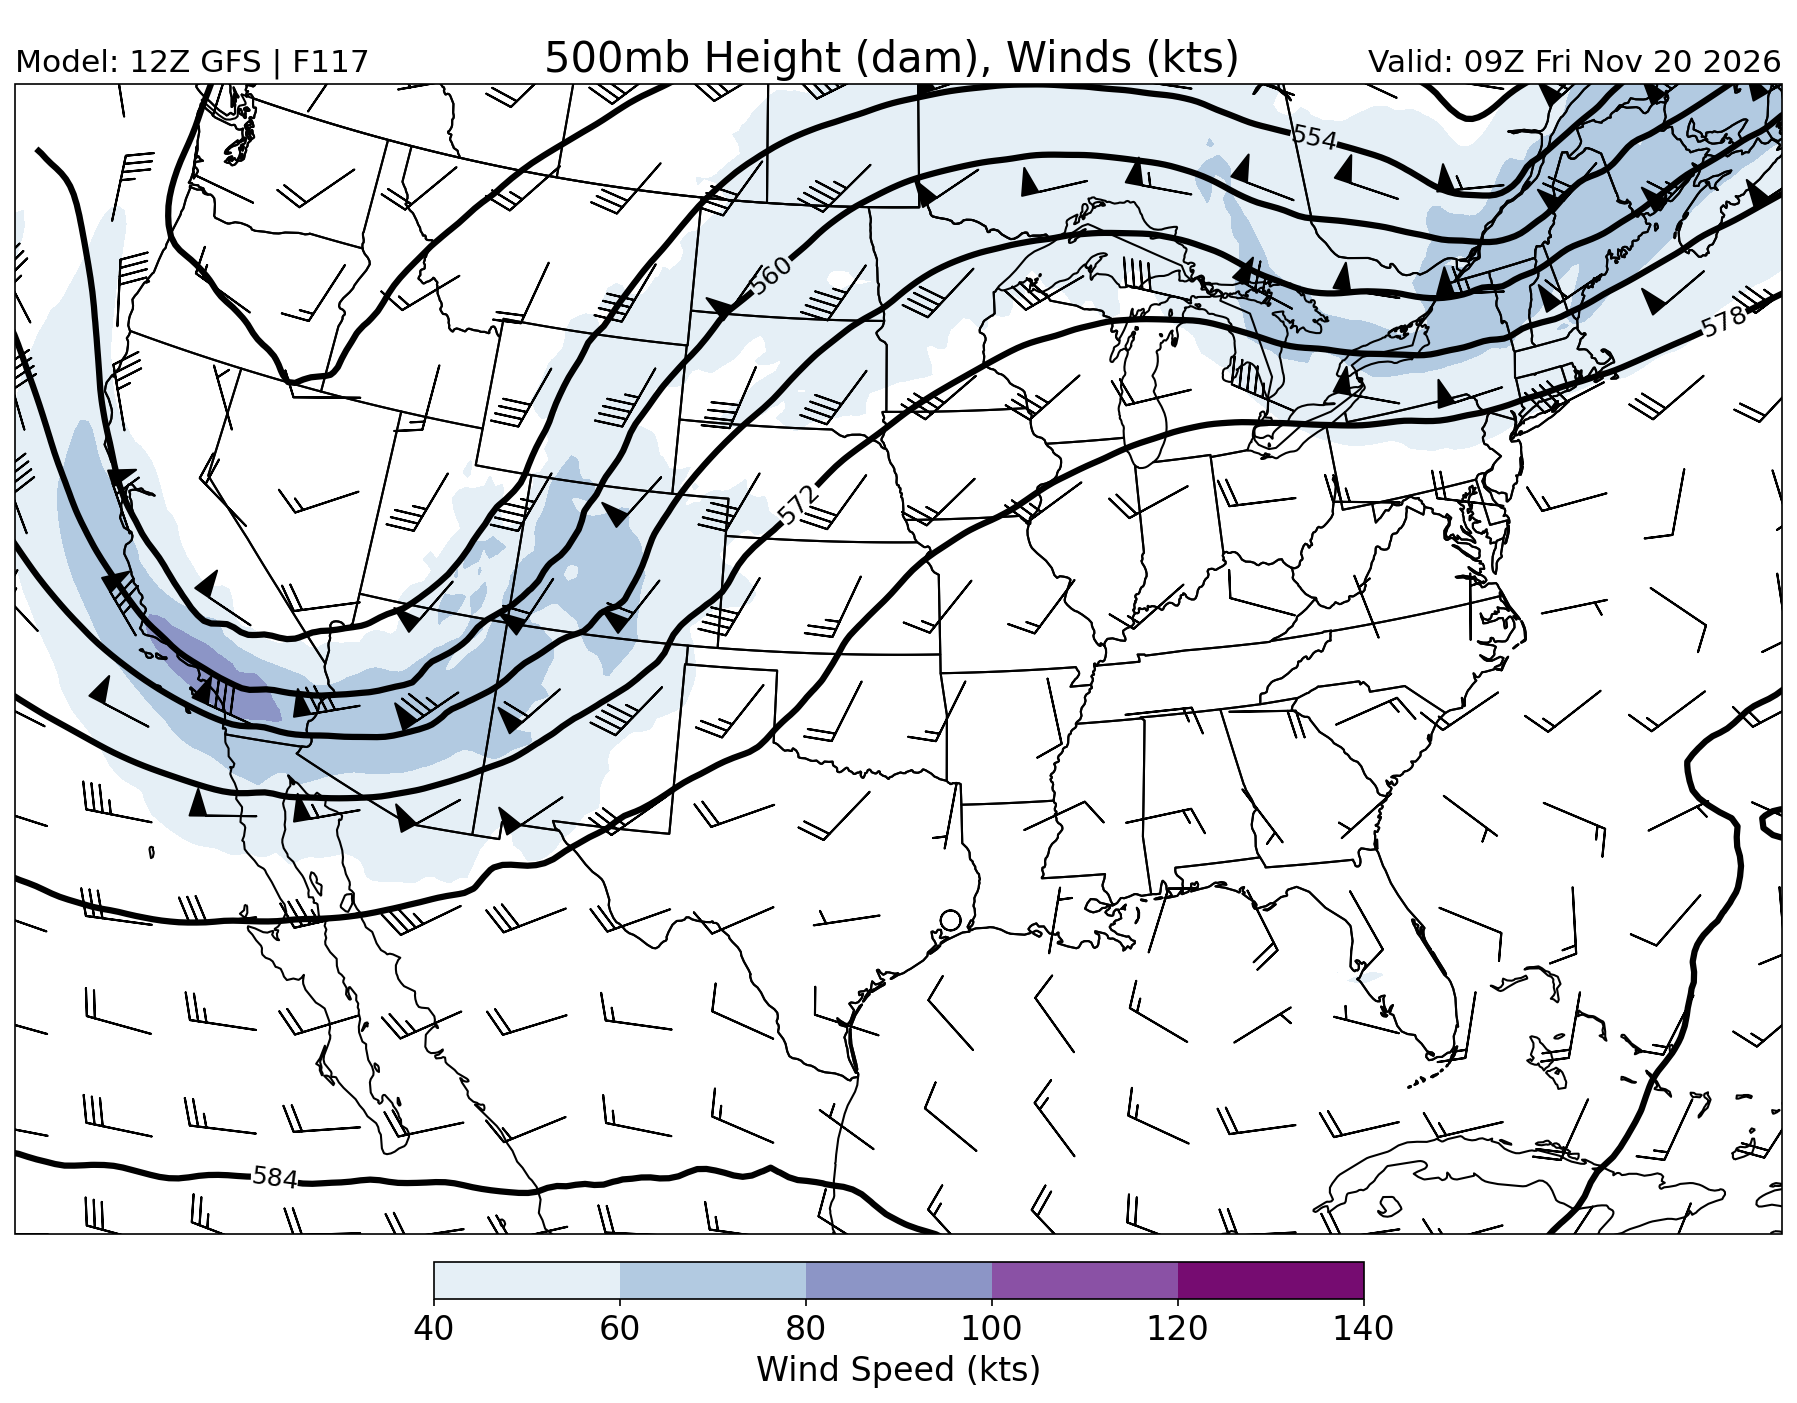 Model: 12Z GFS | F117
500mb Height (dam), Winds (kts)
Valid: 09Z Fri Nov 20 2026
554
560
578
572
584
40 60 80 100 120 140
Wind Speed (kts)